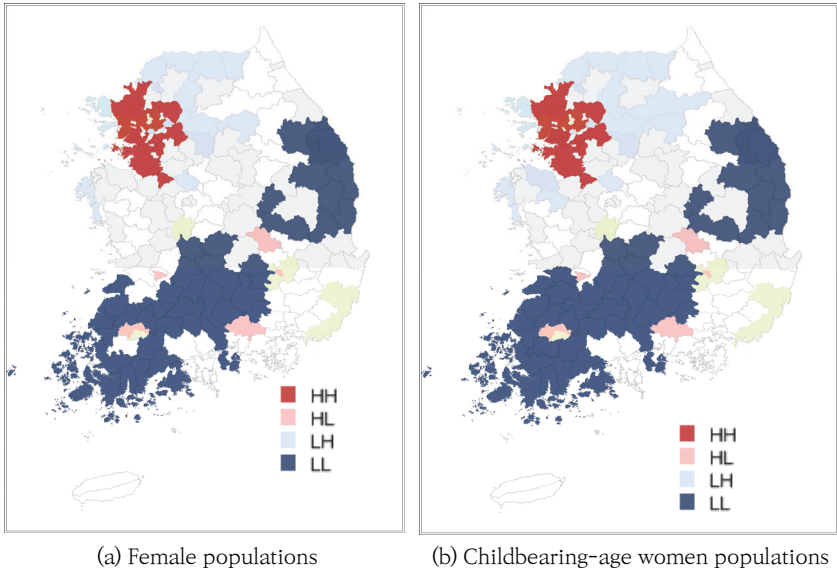 HH
HL
LH
LL
HH
HL
LH
LL
(a) Female populations
(b) Childbearing-age women populations